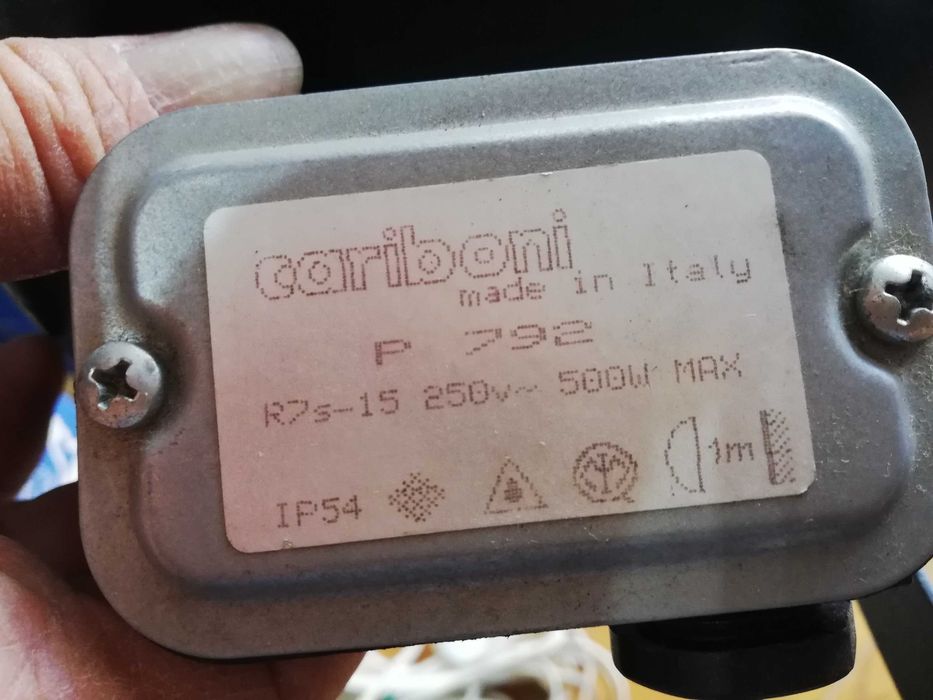 cariboni
made in Italy
P 792
R7s-15 250v~ 500W MAX
IP54 1m